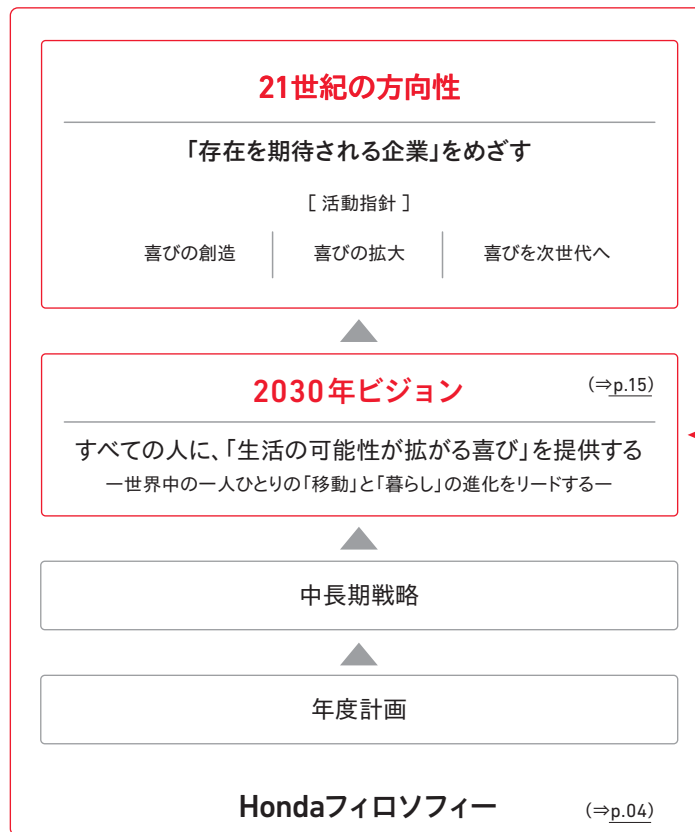 21世紀の方向性
「存在を期待される企業」をめざす
［ 活動指針 ］
喜びの創造 喜びの拡大 喜びを次世代へ
2030年ビジョン (⇒p.15)
すべての人に、「生活の可能性が拡がる喜び」を提供する
ー世界中の一人ひとりの「移動」と「暮らし」の進化をリードするー
中長期戦略
年度計画
Hondaフィロソフィー (⇒p.04)